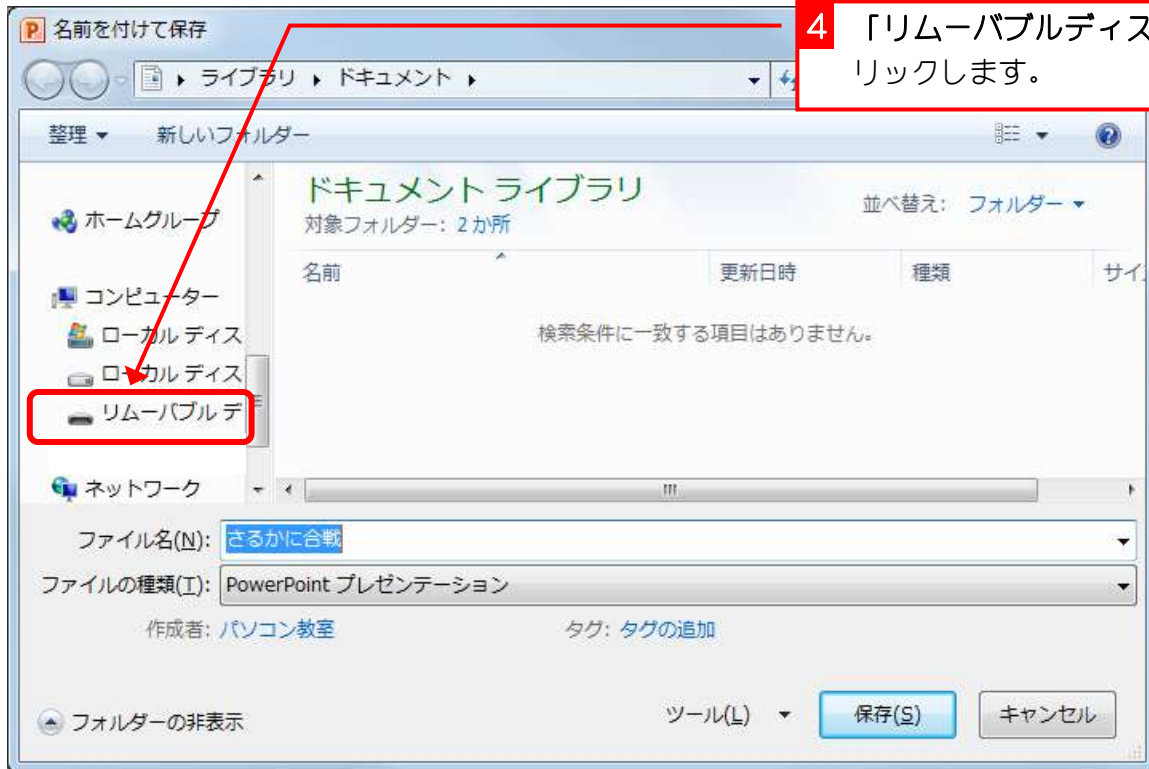 名前を付けて保存
4 「リムーバブルディス
リックします。
ライブラリ ▸ ドキュメント ▸
整理 ▼ 新しいフォルダー
ホームグループ
コンピューター
ローカル ディス
ローカル ディス
リムーバブル デ
ネットワーク
ドキュメント ライブラリ
対象フォルダー: 2 か所
並べ替え: フォルダー ▼
名前 更新日時 種類 サイ
検索条件に一致する項目はありません。
ファイル名(N): さるかに合戦
ファイルの種類(T): PowerPoint プレゼンテーション
作成者: パソコン教室 タグ: タグの追加
フォルダーの非表示 ツール(L) ▼ 保存(S) キャンセル